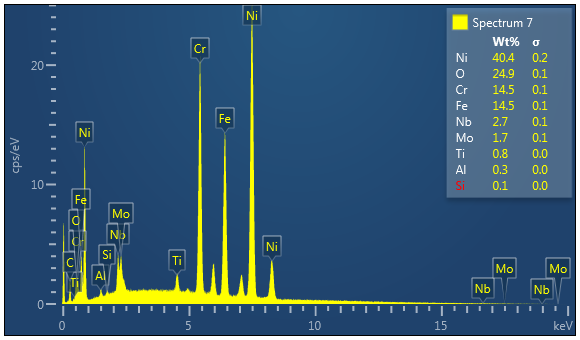 Spectrum 7
Wt% σ
Ni 40.4 0.2
O 24.9 0.1
Cr 14.5 0.1
Fe 14.5 0.1
Nb 2.7 0.1
Mo 1.7 0.1
Ti 0.8 0.0
Al 0.3 0.0
Si 0.1 0.0
cps/eV
20
10
0
Ni
Fe
C
Ti
Al
Si
Nb
Mo
Ti
Cr
Fe
Ni
Ni
Nb
Mo
Nb
Mo
0 5 10 15 keV